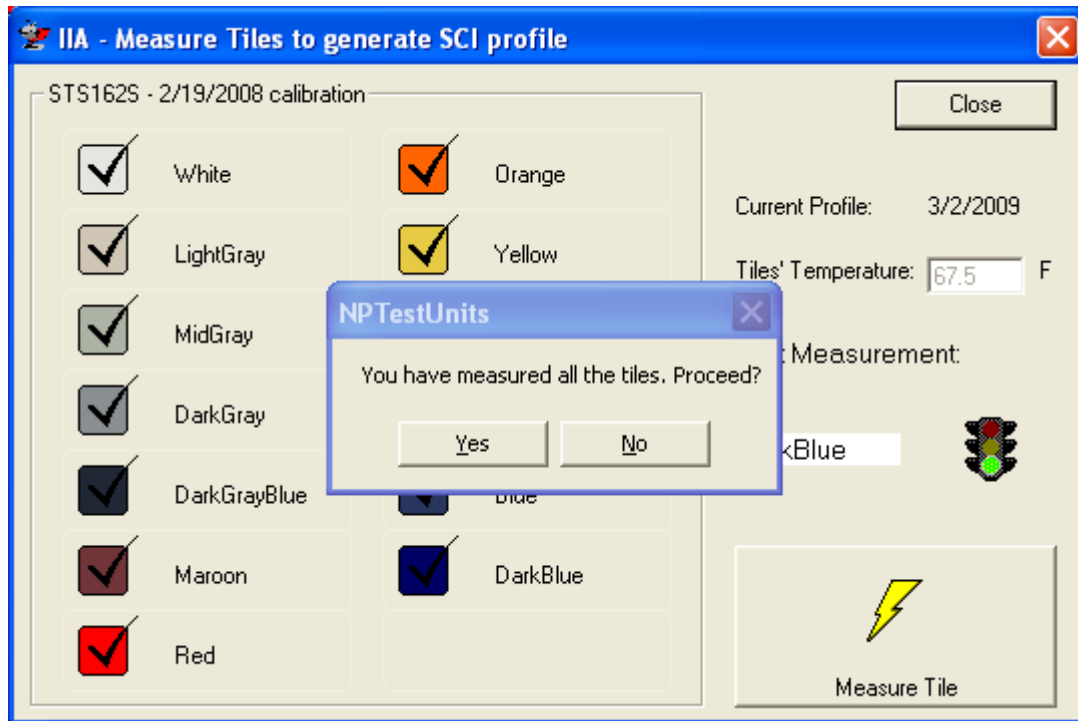 IIA - Measure Tiles to generate SCI profile
STS162S - 2/19/2008 calibration
Close
White
Orange
Current Profile: 3/2/2009
LightGray
Yellow
Tiles' Temperature: 67.5 F
NPTestUnits
MidGray
Measurement:
You have measured all the tiles. Proceed?
DarkGray
Yes
No
kBlue
DarkGrayBlue
Blue
Maroon
DarkBlue
Red
Measure Tile